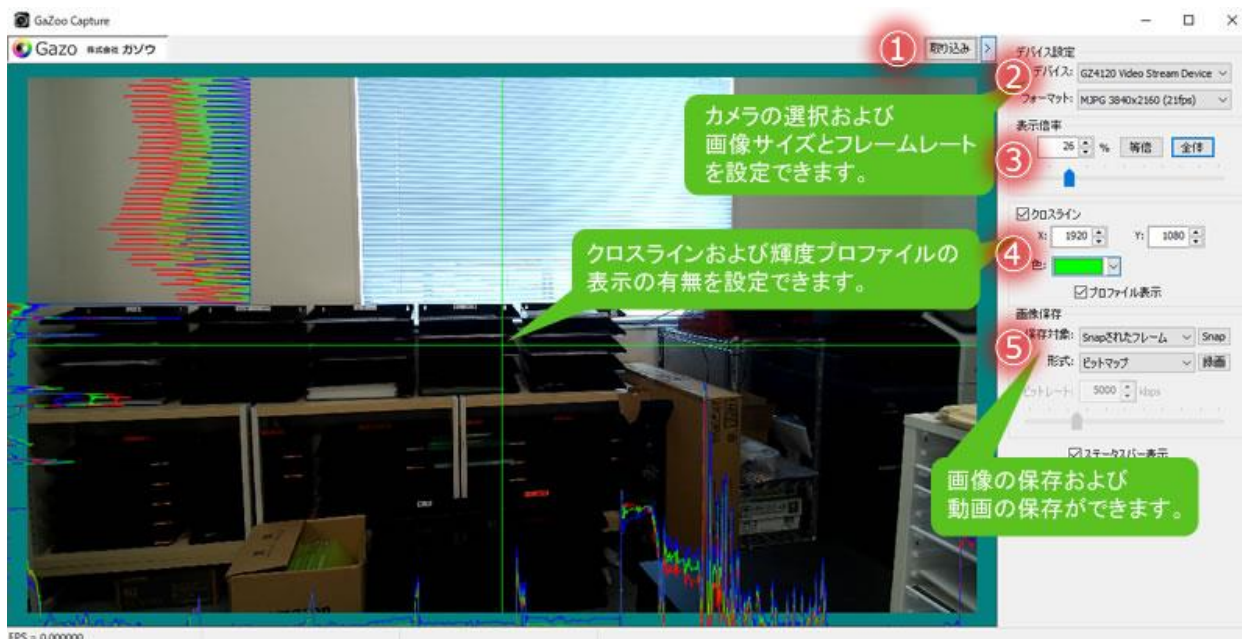 GaZoo Capture
Gazo 株式会社 ガゾウ
① 取り込み >
デバイス設定
② デバイス: GZ4120 Video Stream Device
フォーマット: MJPG 3840x2160 (21fps)
カメラの選択および
画像サイズとフレームレート
を設定できます。
表示倍率
③ 26 % 等倍 全体
クロスラインおよび輝度プロファイルの
表示の有無を設定できます。
クロスライン
X: 1920 Y: 1080
④ 色:
プロファイル表示
画像保存
⑤ 保存対象: Snapされたフレーム Snap
形式: ビットマップ 録画
ビットレート: 5000 kbps
ステータスバー表示
画像の保存および
動画の保存ができます。
FPS = 0.000000